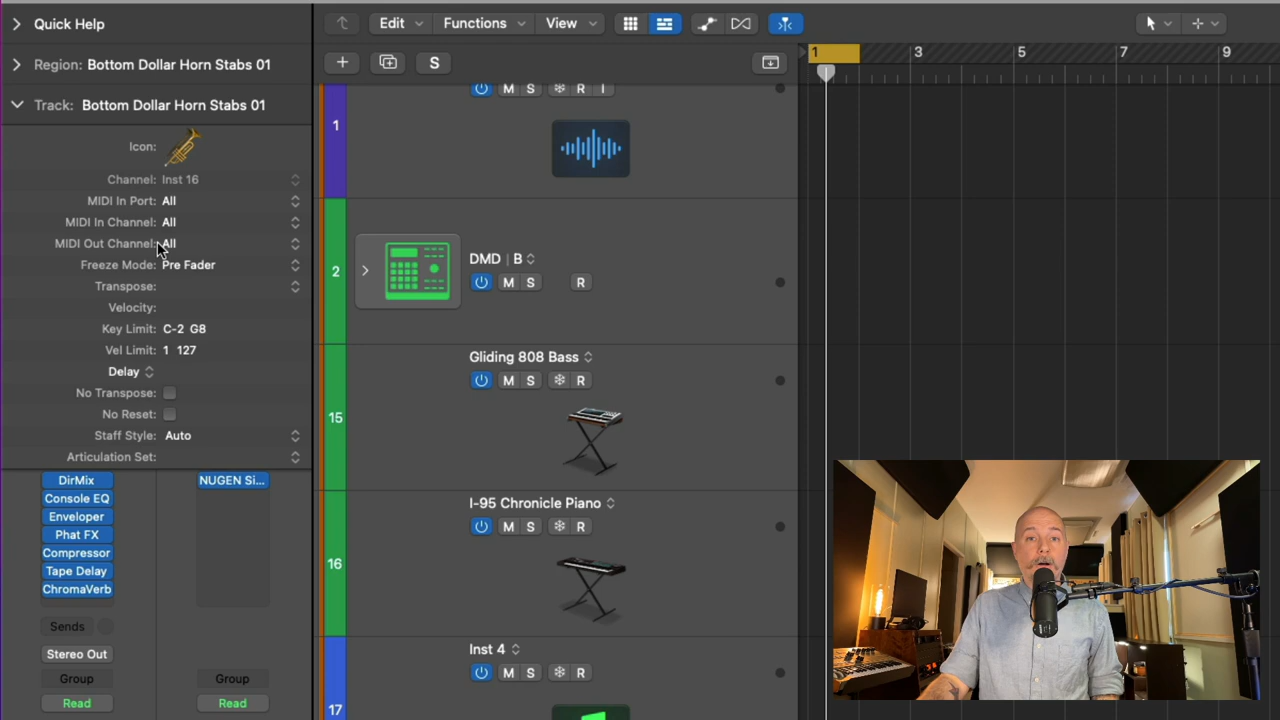 Quick Help
Region: Bottom Dollar Horn Stabs 01
Track: Bottom Dollar Horn Stabs 01
Icon:
Channel: Inst 16
MIDI In Port: All
MIDI In Channel: All
MIDI Out Channel: All
Freeze Mode: Pre Fader
Transpose:
Velocity:
Key Limit: C-2 G8
Vel Limit: 1 127
Delay
No Transpose:
No Reset:
Staff Style: Auto
Articulation Set:
DirMix
Console EQ
Enveloper
Phat FX
Compressor
Tape Delay
ChromaVerb
Sends
Stereo Out
Group
Read
NUGEN Si...
Group
Read
Edit Functions View
S
1 3 5 7 9
1
M S R I
2
DMD | B
M S R
15
Gliding 808 Bass
M S R
16
I-95 Chronicle Piano
M S R
17
Inst 4
M S R